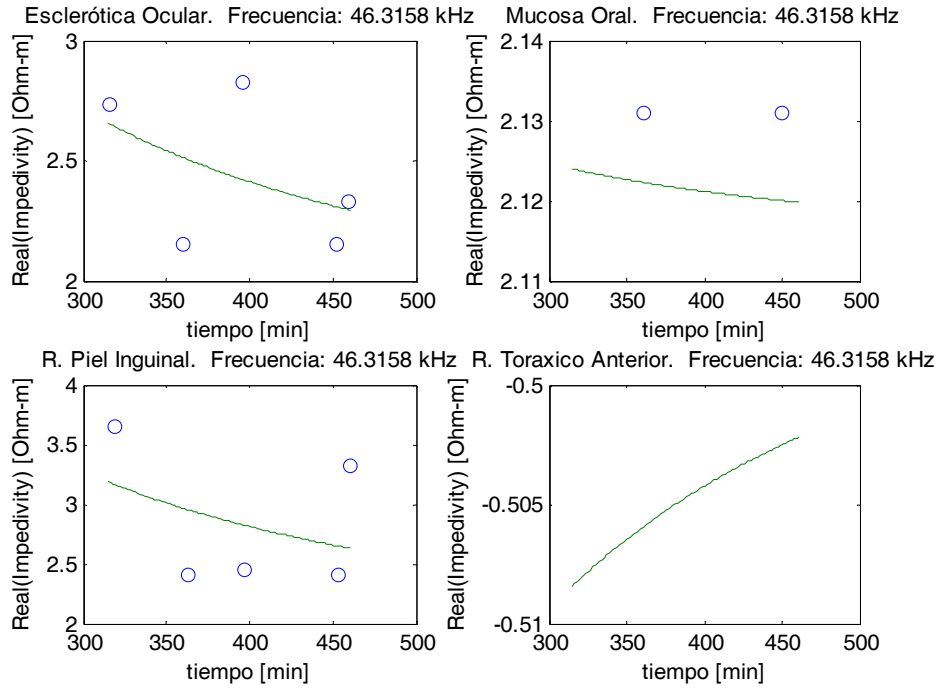 Esclerótica Ocular. Frecuencia: 46.3158 kHz
Real(Impedivity) [Ohm-m]
3
2.5
2
300 350 400 450 500
tiempo [min]
Mucosa Oral. Frecuencia: 46.3158 kHz
Real(Impedivity) [Ohm-m]
2.14
2.13
2.12
2.11
300 350 400 450 500
tiempo [min]
R. Piel Inguinal. Frecuencia: 46.3158 kHz
Real(Impedivity) [Ohm-m]
4
3.5
3
2.5
2
300 350 400 450 500
tiempo [min]
R. Toraxico Anterior. Frecuencia: 46.3158 kHz
Real(Impedivity) [Ohm-m]
-0.5
-0.505
-0.51
300 350 400 450 500
tiempo [min]